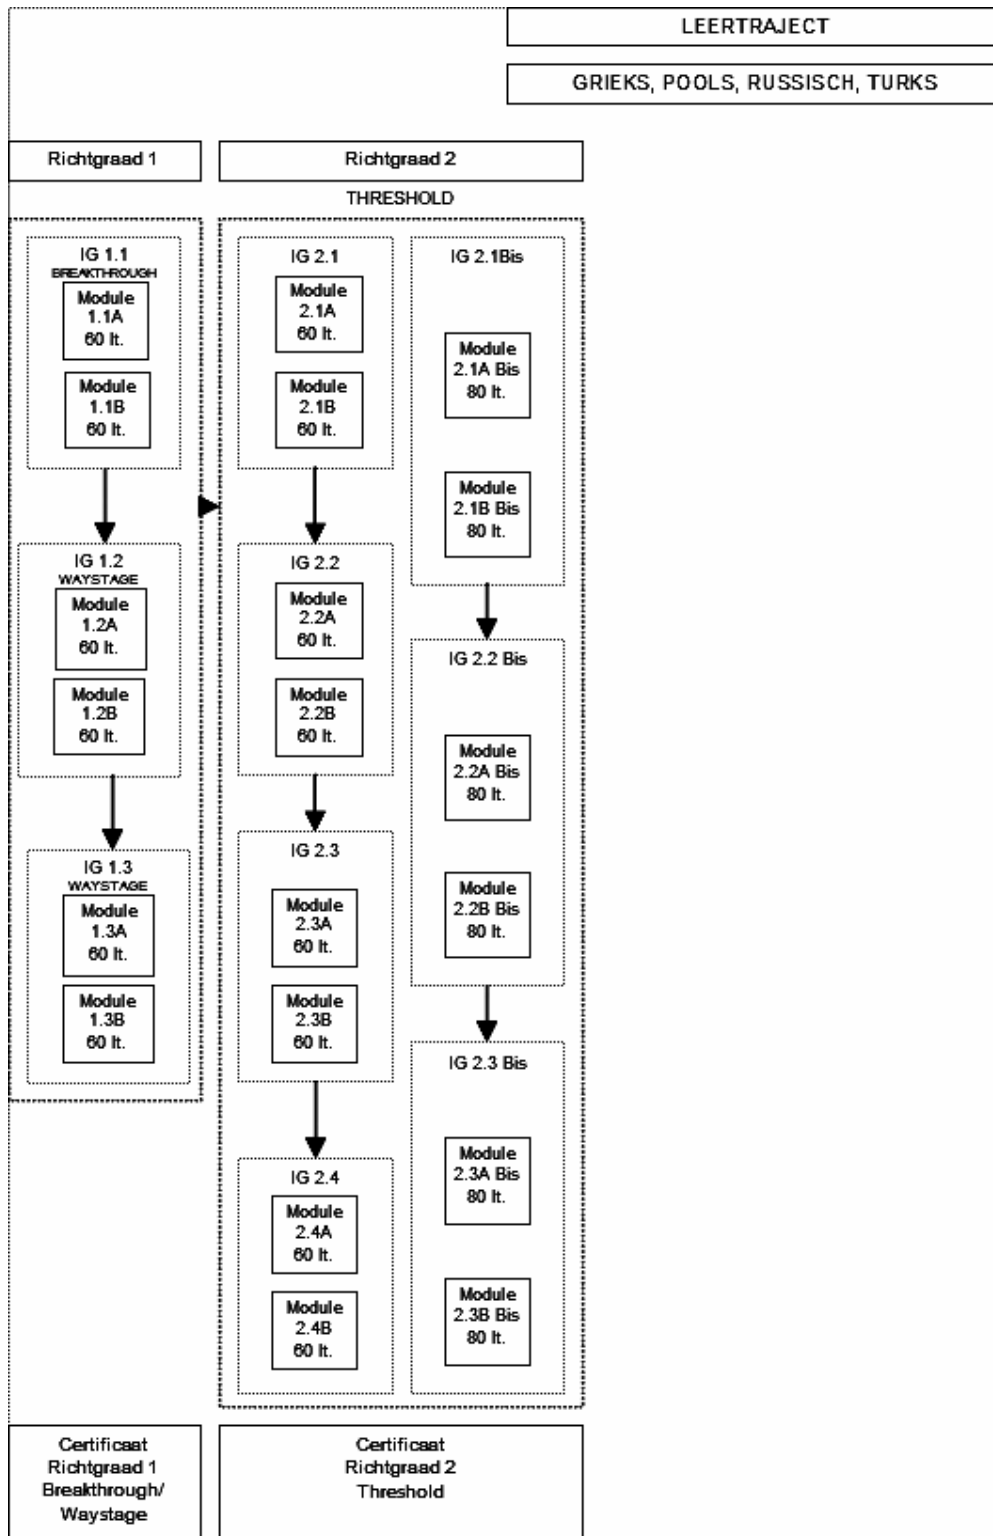 LEERTRAJECT
GRIEKS, POOLS, RUSSISCH, TURKS
Richtgraad 1
Richtgraad 2
THRESHOLD
IG 1.1
BREAKTHROUGH
Module
1.1A
60 lt.
Module
1.1B
60 lt.
IG 1.2
WAYSTAGE
Module
1.2A
60 lt.
Module
1.2B
60 lt.
IG 1.3
WAYSTAGE
Module
1.3A
60 lt.
Module
1.3B
60 lt.
IG 2.1
Module
2.1A
60 lt.
Module
2.1B
60 lt.
IG 2.2
Module
2.2A
60 lt.
Module
2.2B
60 lt.
IG 2.3
Module
2.3A
60 lt.
Module
2.3B
60 lt.
IG 2.4
Module
2.4A
60 lt.
Module
2.4B
60 lt.
IG 2.1Bis
Module
2.1A Bis
80 lt.
Module
2.1B Bis
80 lt.
IG 2.2 Bis
Module
2.2A Bis
80 lt.
Module
2.2B Bis
80 lt.
IG 2.3 Bis
Module
2.3A Bis
80 lt.
Module
2.3B Bis
80 lt.
Certificaat
Richtgraad 1
Breakthrough/
Waystage
Certificaat
Richtgraad 2
Threshold